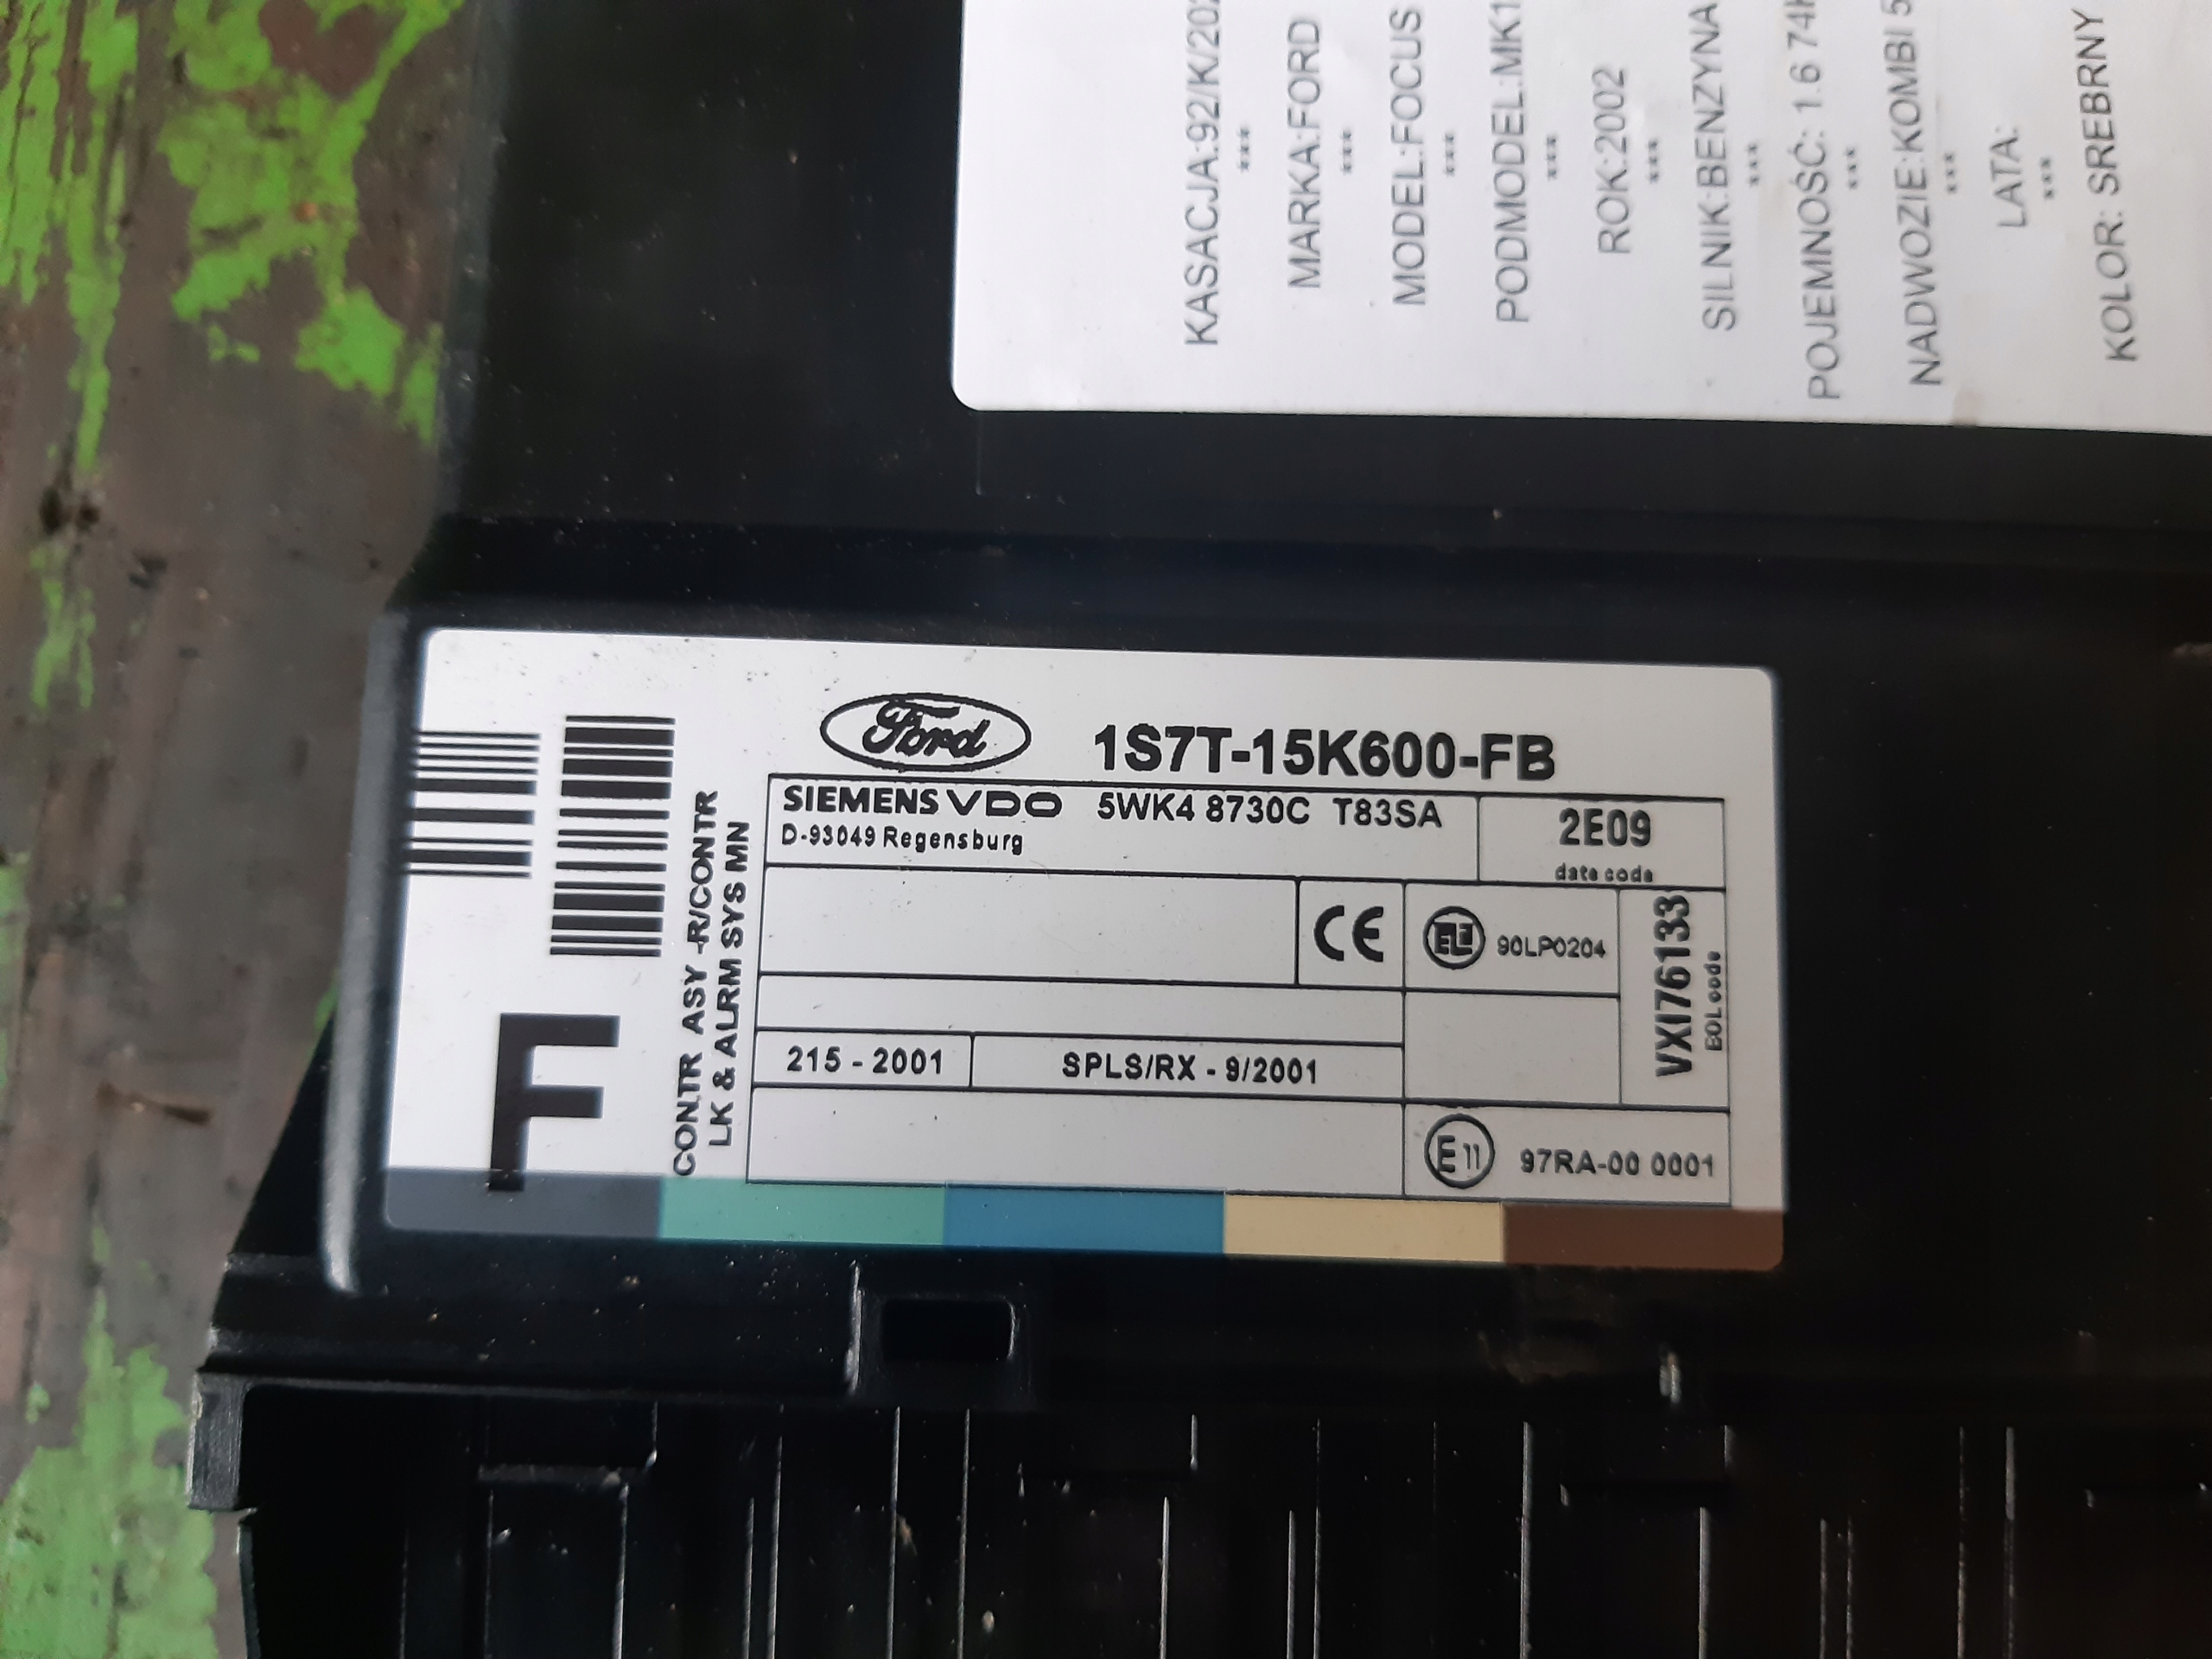 KASACJA:92/K/202
***
MARKA:FORD
***
MODEL:FOCUS
***
PODMODEL:MK1
***
ROK:2002
***
SILNIK:BENZYNA
***
POJEMNOŚĆ: 1.6 74
***
NADWOZIE:KOMBI 5
***
LATA:
***
KOLOR: SREBRNY
Ford 1S7T-15K600-FB
SIEMENS VDO 5WK4 8730C T83SA
D-93049 Regensburg
2E09
date code
CE
90LP0204
VXI76133
EOL code
215 - 2001
SPLS/RX - 9/2001
E11 97RA-00 0001
CONTR ASY -R/CONTR
LK & ALRM SYS MN
F